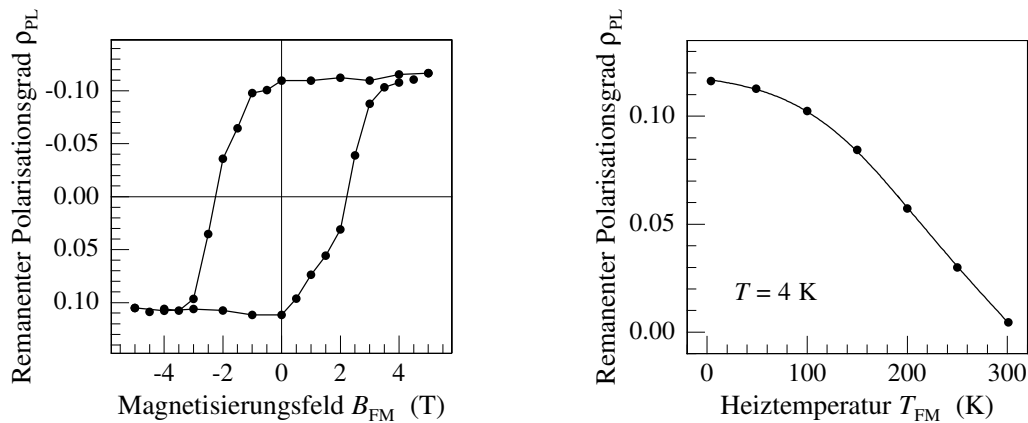 Remanenter Polarisationsgrad ρPL
-0.10
-0.05
0.00
0.05
0.10
-4 -2 0 2 4
Magnetisierungsfeld BFM (T)
Remanenter Polarisationsgrad ρPL
0.10
0.05
0.00
T = 4 K
0 100 200 300
Heiztemperatur TFM (K)